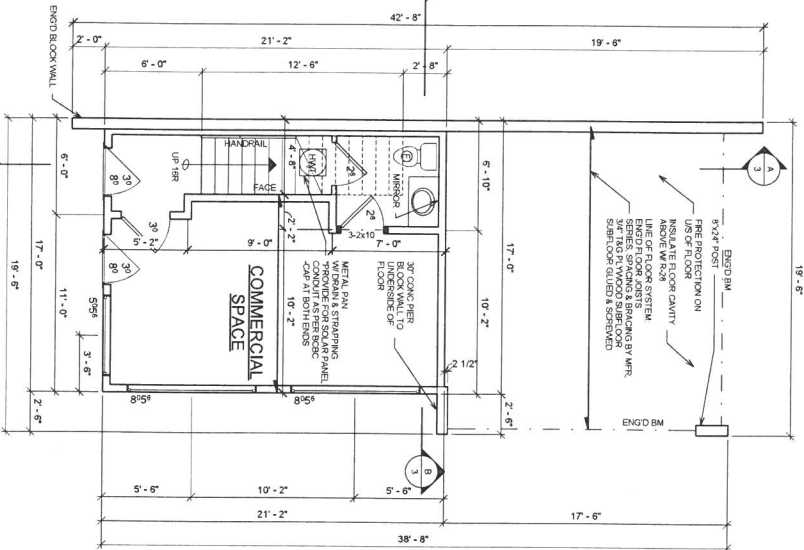 42' - 8"
2' - 0"
21' - 2"
19' - 6"
6' - 0"
12' - 6"
2' - 8"
ENG'D BLOCK WALL
HANDRAIL
UP 16R
FACE
4' - 8"
HWT
MIRROR
2⁸
2⁸
3-2x10
6' - 10"
17' - 0"
10' - 2"
2' - 6"
19' - 6"
A
3
ENG'D BM
8"x24" POST
FIRE PROTECTION ON
U/S OF FLOOR
INSULATE FLOOR CAVITY
ABOVE W/ R-28
LINE OF FLOOR SYSTEM
ENG'D FLOOR JOISTS
SERIES, SPACING & BRACING BY MFR.
3/4" T&G PLYWOOD SUBFLOOR
SUBFLOOR GLUED & SCREWED
ENG'D BM
3⁰
8⁰
3⁰
3⁰
8⁰
5' - 2"
2' - 2"
9' - 0"
7' - 0"
10' - 2"
COMMERCIAL
SPACE
30" CONC PIER
BLOCK WALL TO
UNDERSIDE OF
FLOOR
METAL PAN
W/ DRAIN & STRAPPING
*PROVIDE FOR SOLAR PANEL
CONDUIT AS PER BCBC
-CAP AT BOTH ENDS
2 1/2"
5⁰5⁶
8⁰5⁶
8⁰5⁶
6' - 0"
11' - 0"
3' - 6"
2' - 6"
17' - 0"
19' - 6"
B
3
5' - 6"
10' - 2"
5' - 6"
21' - 2"
17' - 6"
38' - 8"